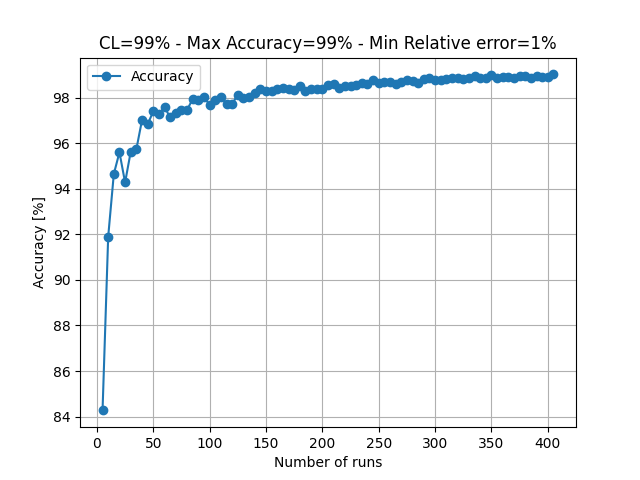 CL=99% - Max Accuracy=99% - Min Relative error=1%
Accuracy
98
96
94
92
90
88
86
84
Accuracy [%]
0 50 100 150 200 250 300 350 400
Number of runs